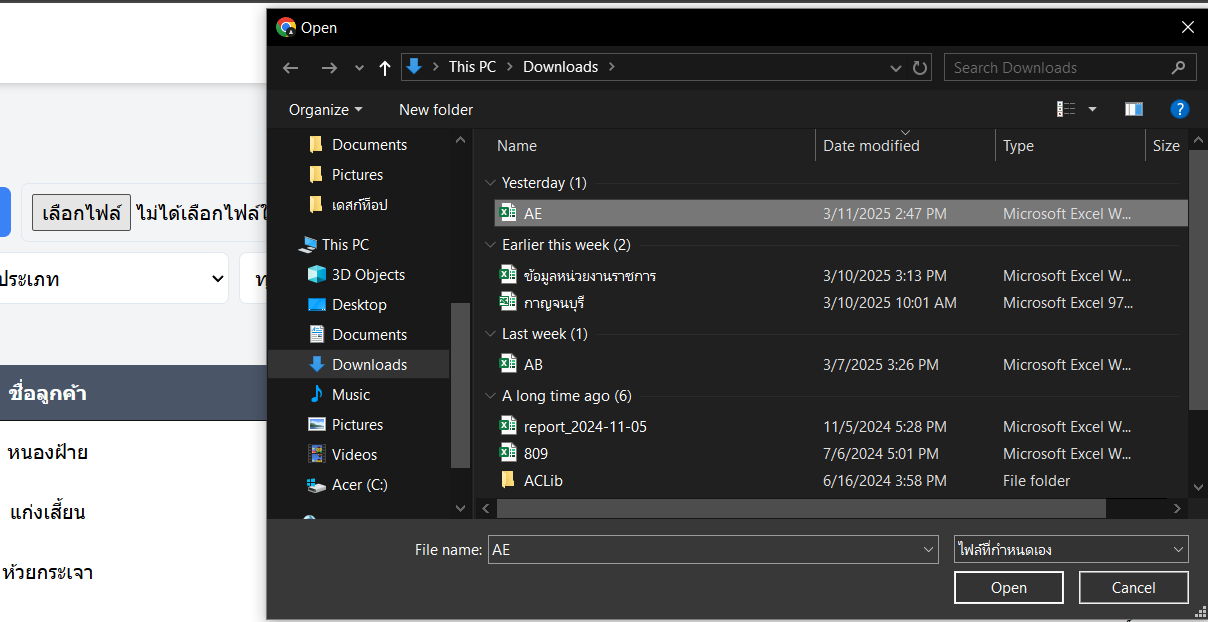 Open
This PC
Downloads
Search Downloads
Organize
New folder
?
Documents
Pictures
เดสก์ท็อป
This PC
3D Objects
Desktop
Documents
Downloads
Music
Pictures
Videos
Acer (C:)
Name Date modified Type Size
Yesterday (1)
AE 3/11/2025 2:47 PM Microsoft Excel W...
Earlier this week (2)
ข้อมูลหน่วยงานราชการ 3/10/2025 3:13 PM Microsoft Excel W...
กาญจนบุรี 3/10/2025 10:01 AM Microsoft Excel 97...
Last week (1)
AB 3/7/2025 3:26 PM Microsoft Excel W...
A long time ago (6)
report_2024-11-05 11/5/2024 5:28 PM Microsoft Excel W...
809 7/6/2024 5:01 PM Microsoft Excel W...
ACLib 6/16/2024 3:58 PM File folder
File name: AE
ไฟล์ที่กำหนดเอง
Open
Cancel
เลือกไฟล์ ไม่ได้เลือกไฟล์
ประเภท
ชื่อลูกค้า
หนองฝ้าย
แก่งเสี้ยน
ห้วยกระเจา